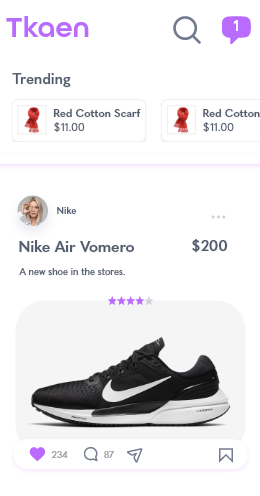 Tkaen
1
Trending
Red Cotton Scarf
$11.00
Red Cotton
$11.00
Nike
Nike Air Vomero
$200
A new shoe in the stores.
234
87